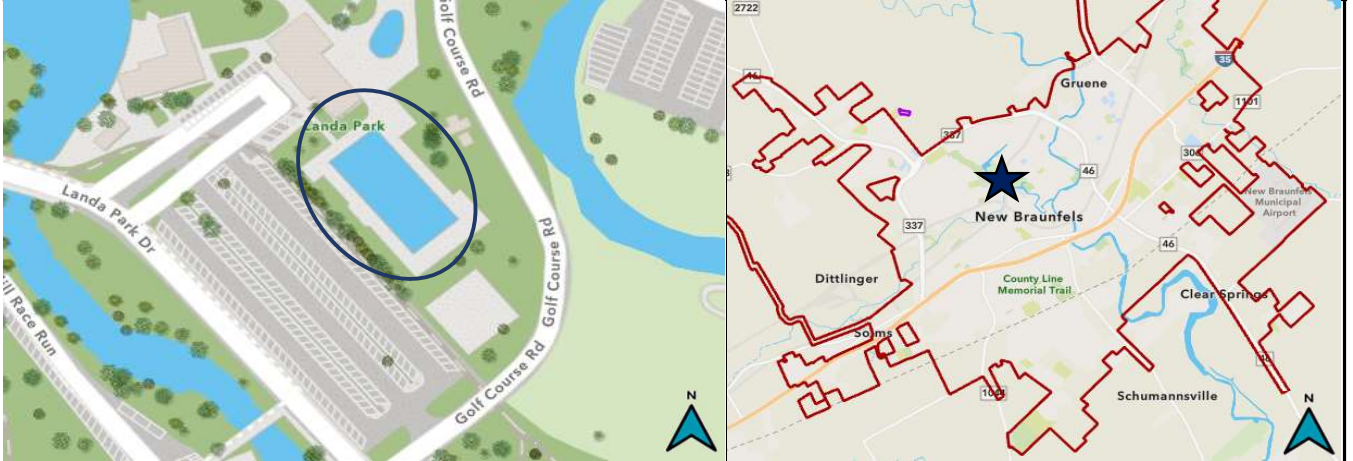 Golf Course Rd
Landa Park
Landa Park Dr
Golf Course Rd
Golf Course Rd
Mill Race Run
N
2722
46
35
Gruene
1101
337
306
46
New Braunfels
Municipal
Airport
New Braunfels
337
46
Dittlinger
County Line
Memorial Trail
Clear Springs
Solms
46
1044
Schumannsville
N